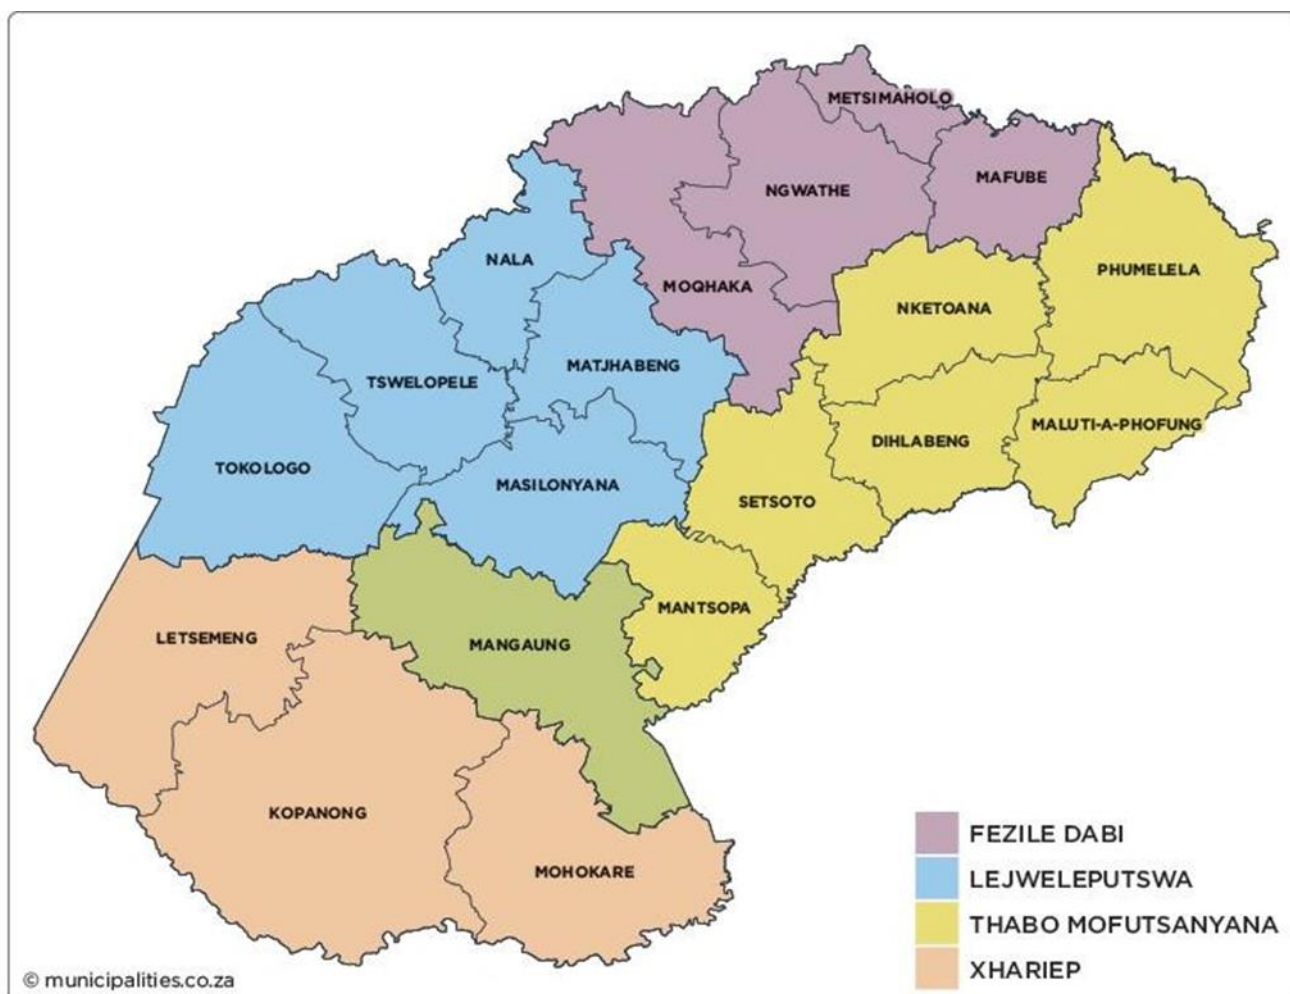 METSIMAHOLO
MAFUBE
NGWATHE
NALA
PHUMELELA
MOQHAKA
NKETOANA
MATJHABENG
TSWELOPELE
MALUTI-A-PHOFUNG
DIHLABENG
TOKOLOGO
MASILONYANA
SETSOTO
MANTSOPA
LETSEMENG
MANGAUNG
KOPANONG
MOHOKARE
FEZILE DABI
LEJWELEPUTSWA
THABO MOFUTSANYANA
XHARIEP
© municipalities.co.za